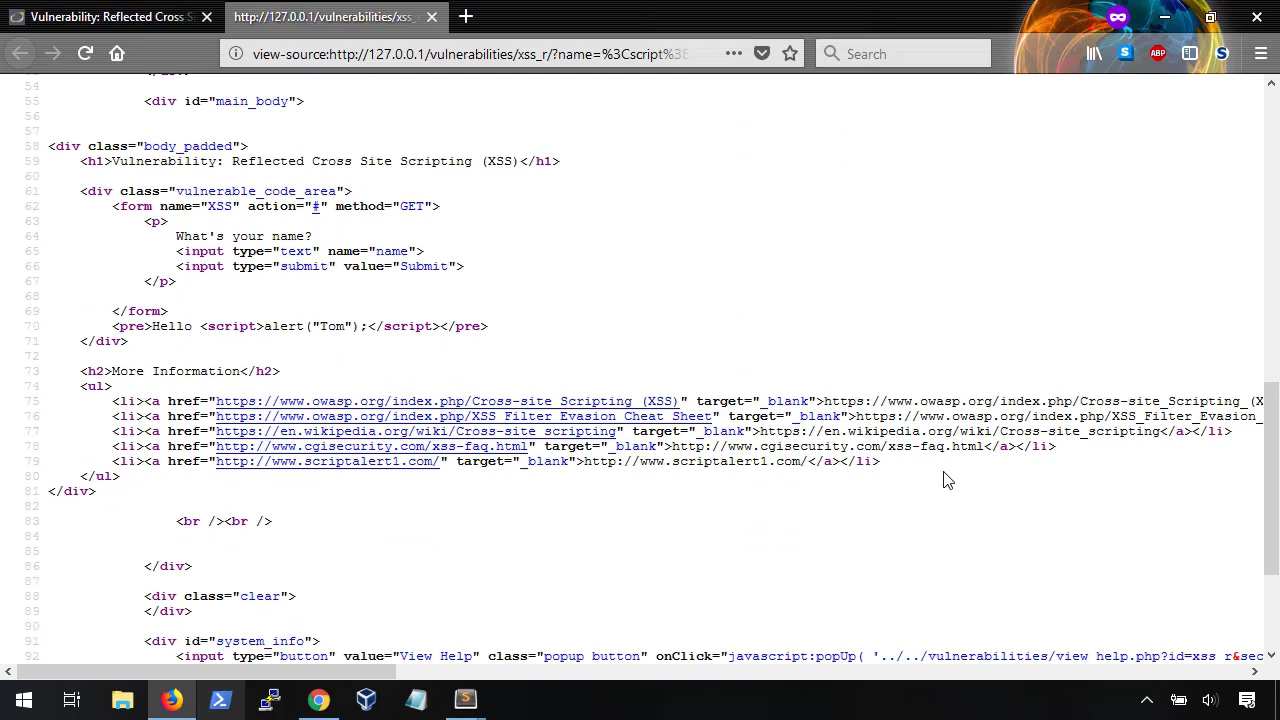 Vulnerability: Reflected Cross S
http://127.0.0.1/vulnerabilities/xss_
view-source:http://127.0.0.1/vulnerabilities/xss_r/?name=%3Cscript%3E
Search
ABP
54
55 <div id="main_body">
56
57
58 <div class="body_padded">
59 <h1>Vulnerability: Reflected Cross Site Scripting (XSS)</h1>
60
61 <div class="vulnerable_code_area">
62 <form name="XSS" action="#" method="GET">
63 <p>
64 What's your name?
65 <input type="text" name="name">
66 <input type="submit" value="Submit">
67 </p>
68
69 </form>
70 <pre>Hello <script>alert("Tom");</script></pre>
71 </div>
72
73 <h2>More Information</h2>
74 <ul>
75 <li><a href="https://www.owasp.org/index.php/Cross-site_Scripting_(XSS)" target="_blank">https://www.owasp.org/index.php/Cross-site_Scripting_(X
76 <li><a href="https://www.owasp.org/index.php/XSS_Filter_Evasion_Cheat_Sheet" target="_blank">https://www.owasp.org/index.php/XSS_Filter_Evasion_
77 <li><a href="https://en.wikipedia.org/wiki/Cross-site_scripting" target="_blank">https://en.wikipedia.org/wiki/Cross-site_scripting</a></li>
78 <li><a href="http://www.cgisecurity.com/xss-faq.html" target="_blank">http://www.cgisecurity.com/xss-faq.html</a></li>
79 <li><a href="http://www.scriptalert1.com/" target="_blank">http://www.scriptalert1.com/</a></li>
80 </ul>
81 </div>
82
83 <br /><br />
84
85
86 </div>
87
88 <div class="clear">
89 </div>
90
91 <div id="system_info">
92 <input type="button" value="View Help" class="popup_button" onClick="javascript:popUp( '../../vulnerabilities/view_help.php?id=xss_r&sec